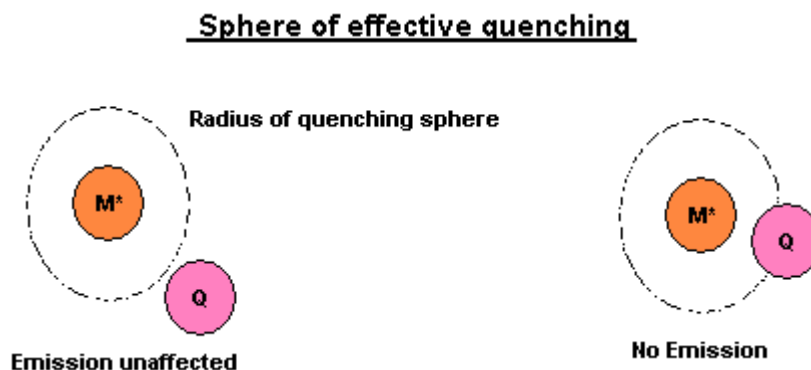 Sphere of effective quenching
Radius of quenching sphere
M*
Q
Emission unaffected
M*
Q
No Emission